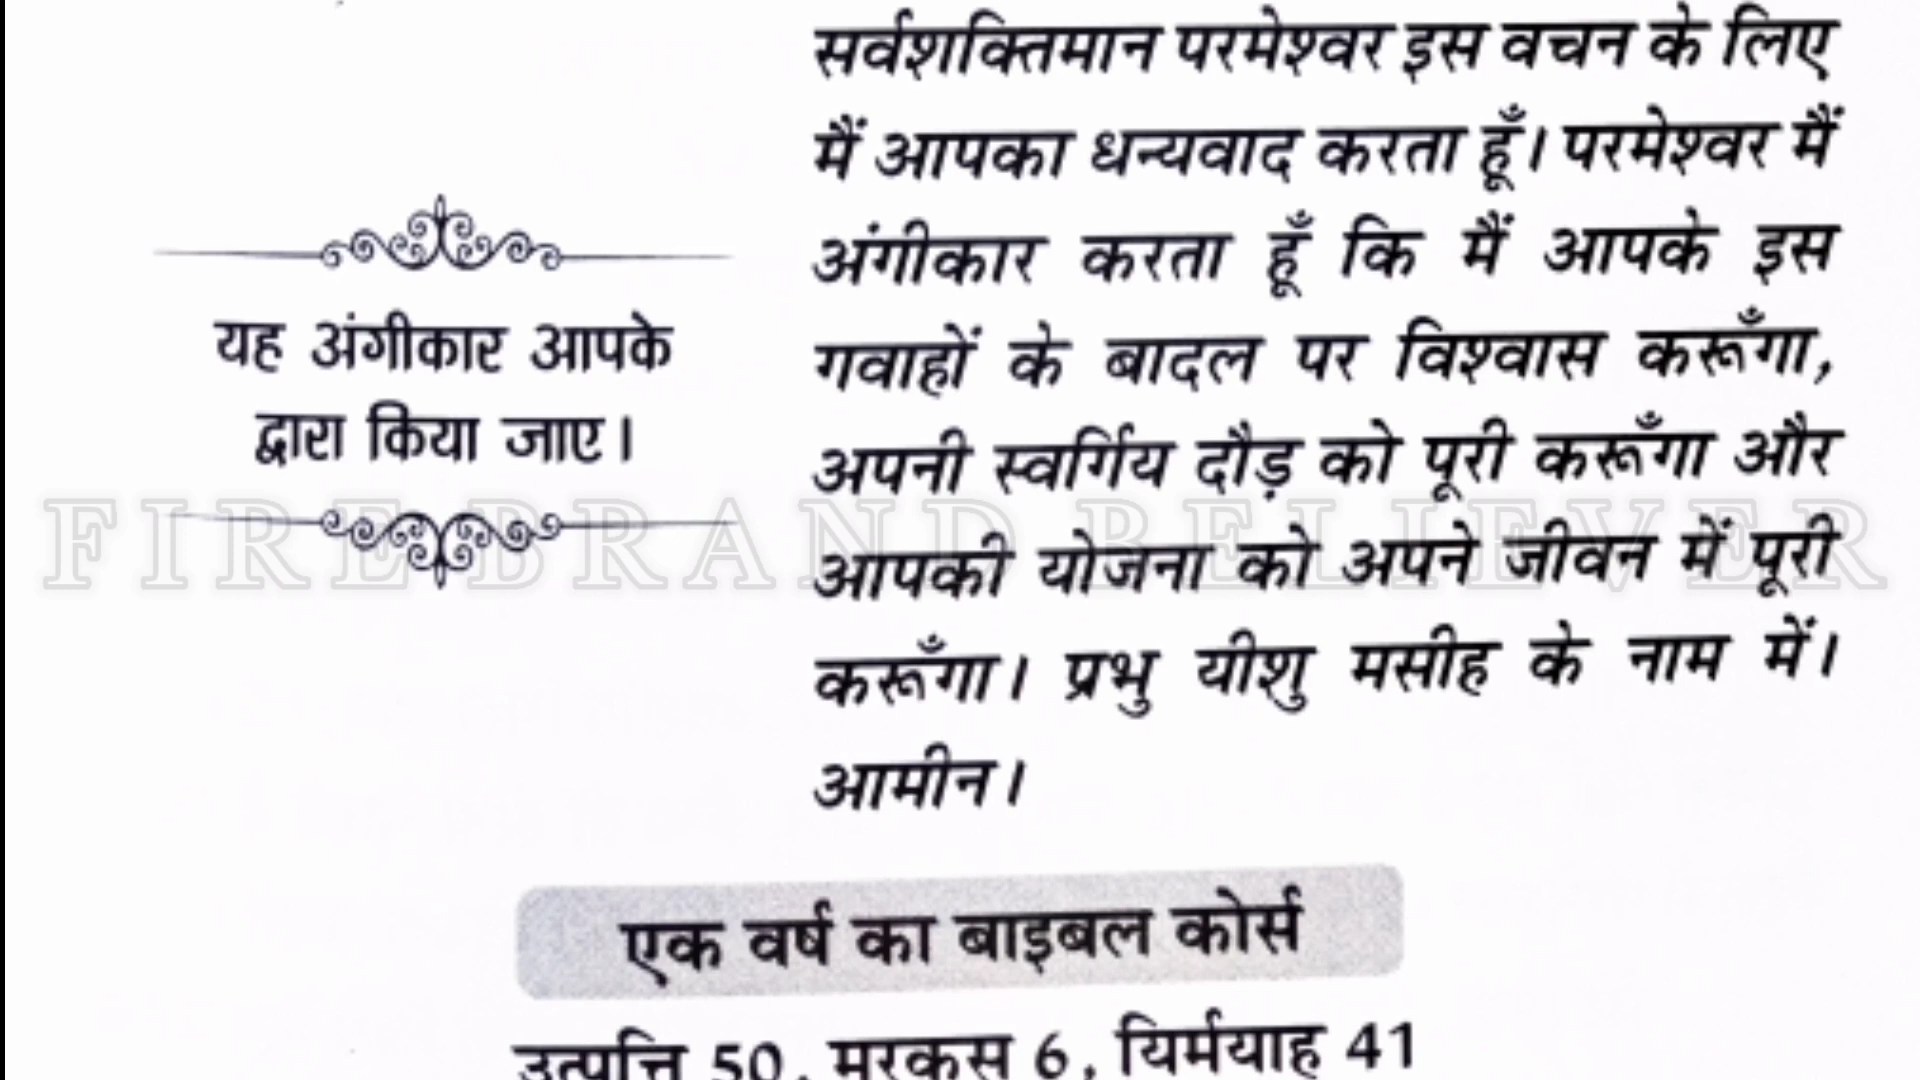 यह अंगीकार आपके
द्वारा किया जाए।
सर्वशक्तिमान परमेश्वर इस वचन के लिए
मैं आपका धन्यवाद करता हूँ। परमेश्वर मैं
अंगीकार करता हूँ कि मैं आपके इस
गवाहों के बादल पर विश्वास करूँगा,
अपनी स्वर्गिय दौड़ को पूरी करूँगा और
आपकी योजना को अपने जीवन में पूरी
करूँगा। प्रभु यीशु मसीह के नाम में।
आमीन।
FIRE BRAND BELIEVER
एक वर्ष का बाइबल कोर्स
उत्पत्ति 50, मरकुस 6, यिर्मयाह 41